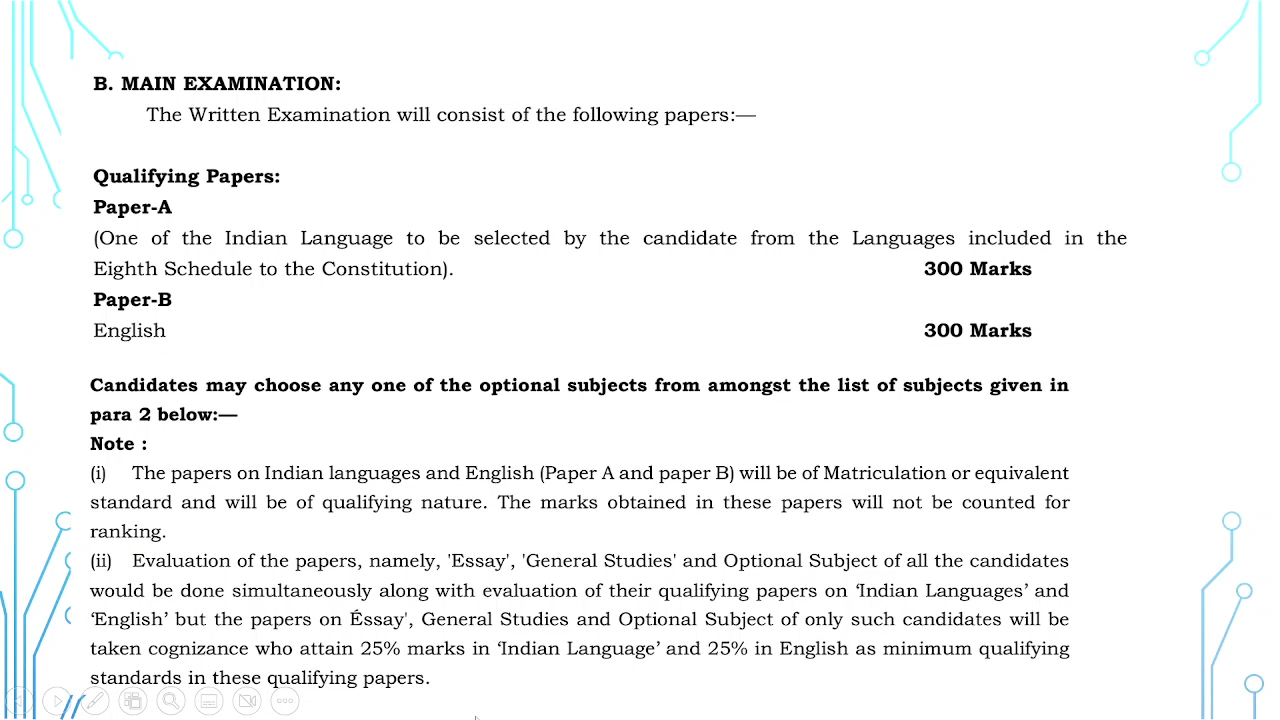 B. MAIN EXAMINATION:
The Written Examination will consist of the following papers:—
Qualifying Papers:
Paper-A
(One of the Indian Language to be selected by the candidate from the Languages included in the
Eighth Schedule to the Constitution). 300 Marks
Paper-B
English 300 Marks
Candidates may choose any one of the optional subjects from amongst the list of subjects given in
para 2 below:—
Note :
(i) The papers on Indian languages and English (Paper A and paper B) will be of Matriculation or equivalent
standard and will be of qualifying nature. The marks obtained in these papers will not be counted for
ranking.
(ii) Evaluation of the papers, namely, 'Essay', 'General Studies' and Optional Subject of all the candidates
would be done simultaneously along with evaluation of their qualifying papers on ‘Indian Languages’ and
‘English’ but the papers on Éssay', General Studies and Optional Subject of only such candidates will be
taken cognizance who attain 25% marks in ‘Indian Language’ and 25% in English as minimum qualifying
standards in these qualifying papers.